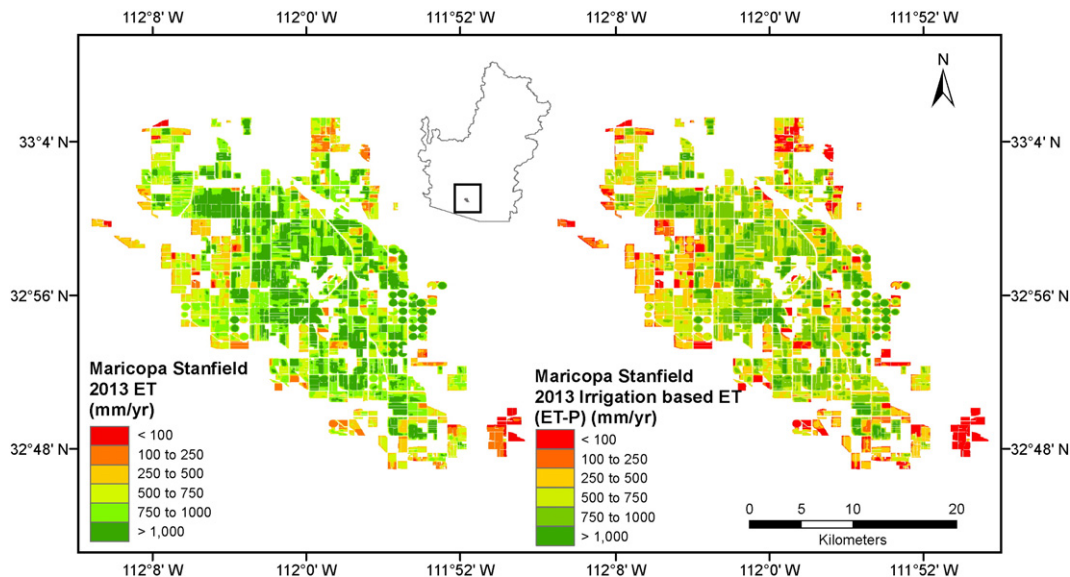 112°8' W 112°0' W 111°52' W 112°8' W 112°0' W 111°52' W
N
33°4' N 33°4' N
32°56' N 32°56' N
32°48' N 32°48' N
Maricopa Stanfield
2013 ET
(mm/yr)
< 100
100 to 250
250 to 500
500 to 750
750 to 1000
> 1,000
Maricopa Stanfield
2013 Irrigation based ET
(ET-P) (mm/yr)
< 100
100 to 250
250 to 500
500 to 750
750 to 1000
> 1,000
0 5 10 20
Kilometers
112°8' W 112°0' W 111°52' W 112°8' W 112°0' W 111°52' W